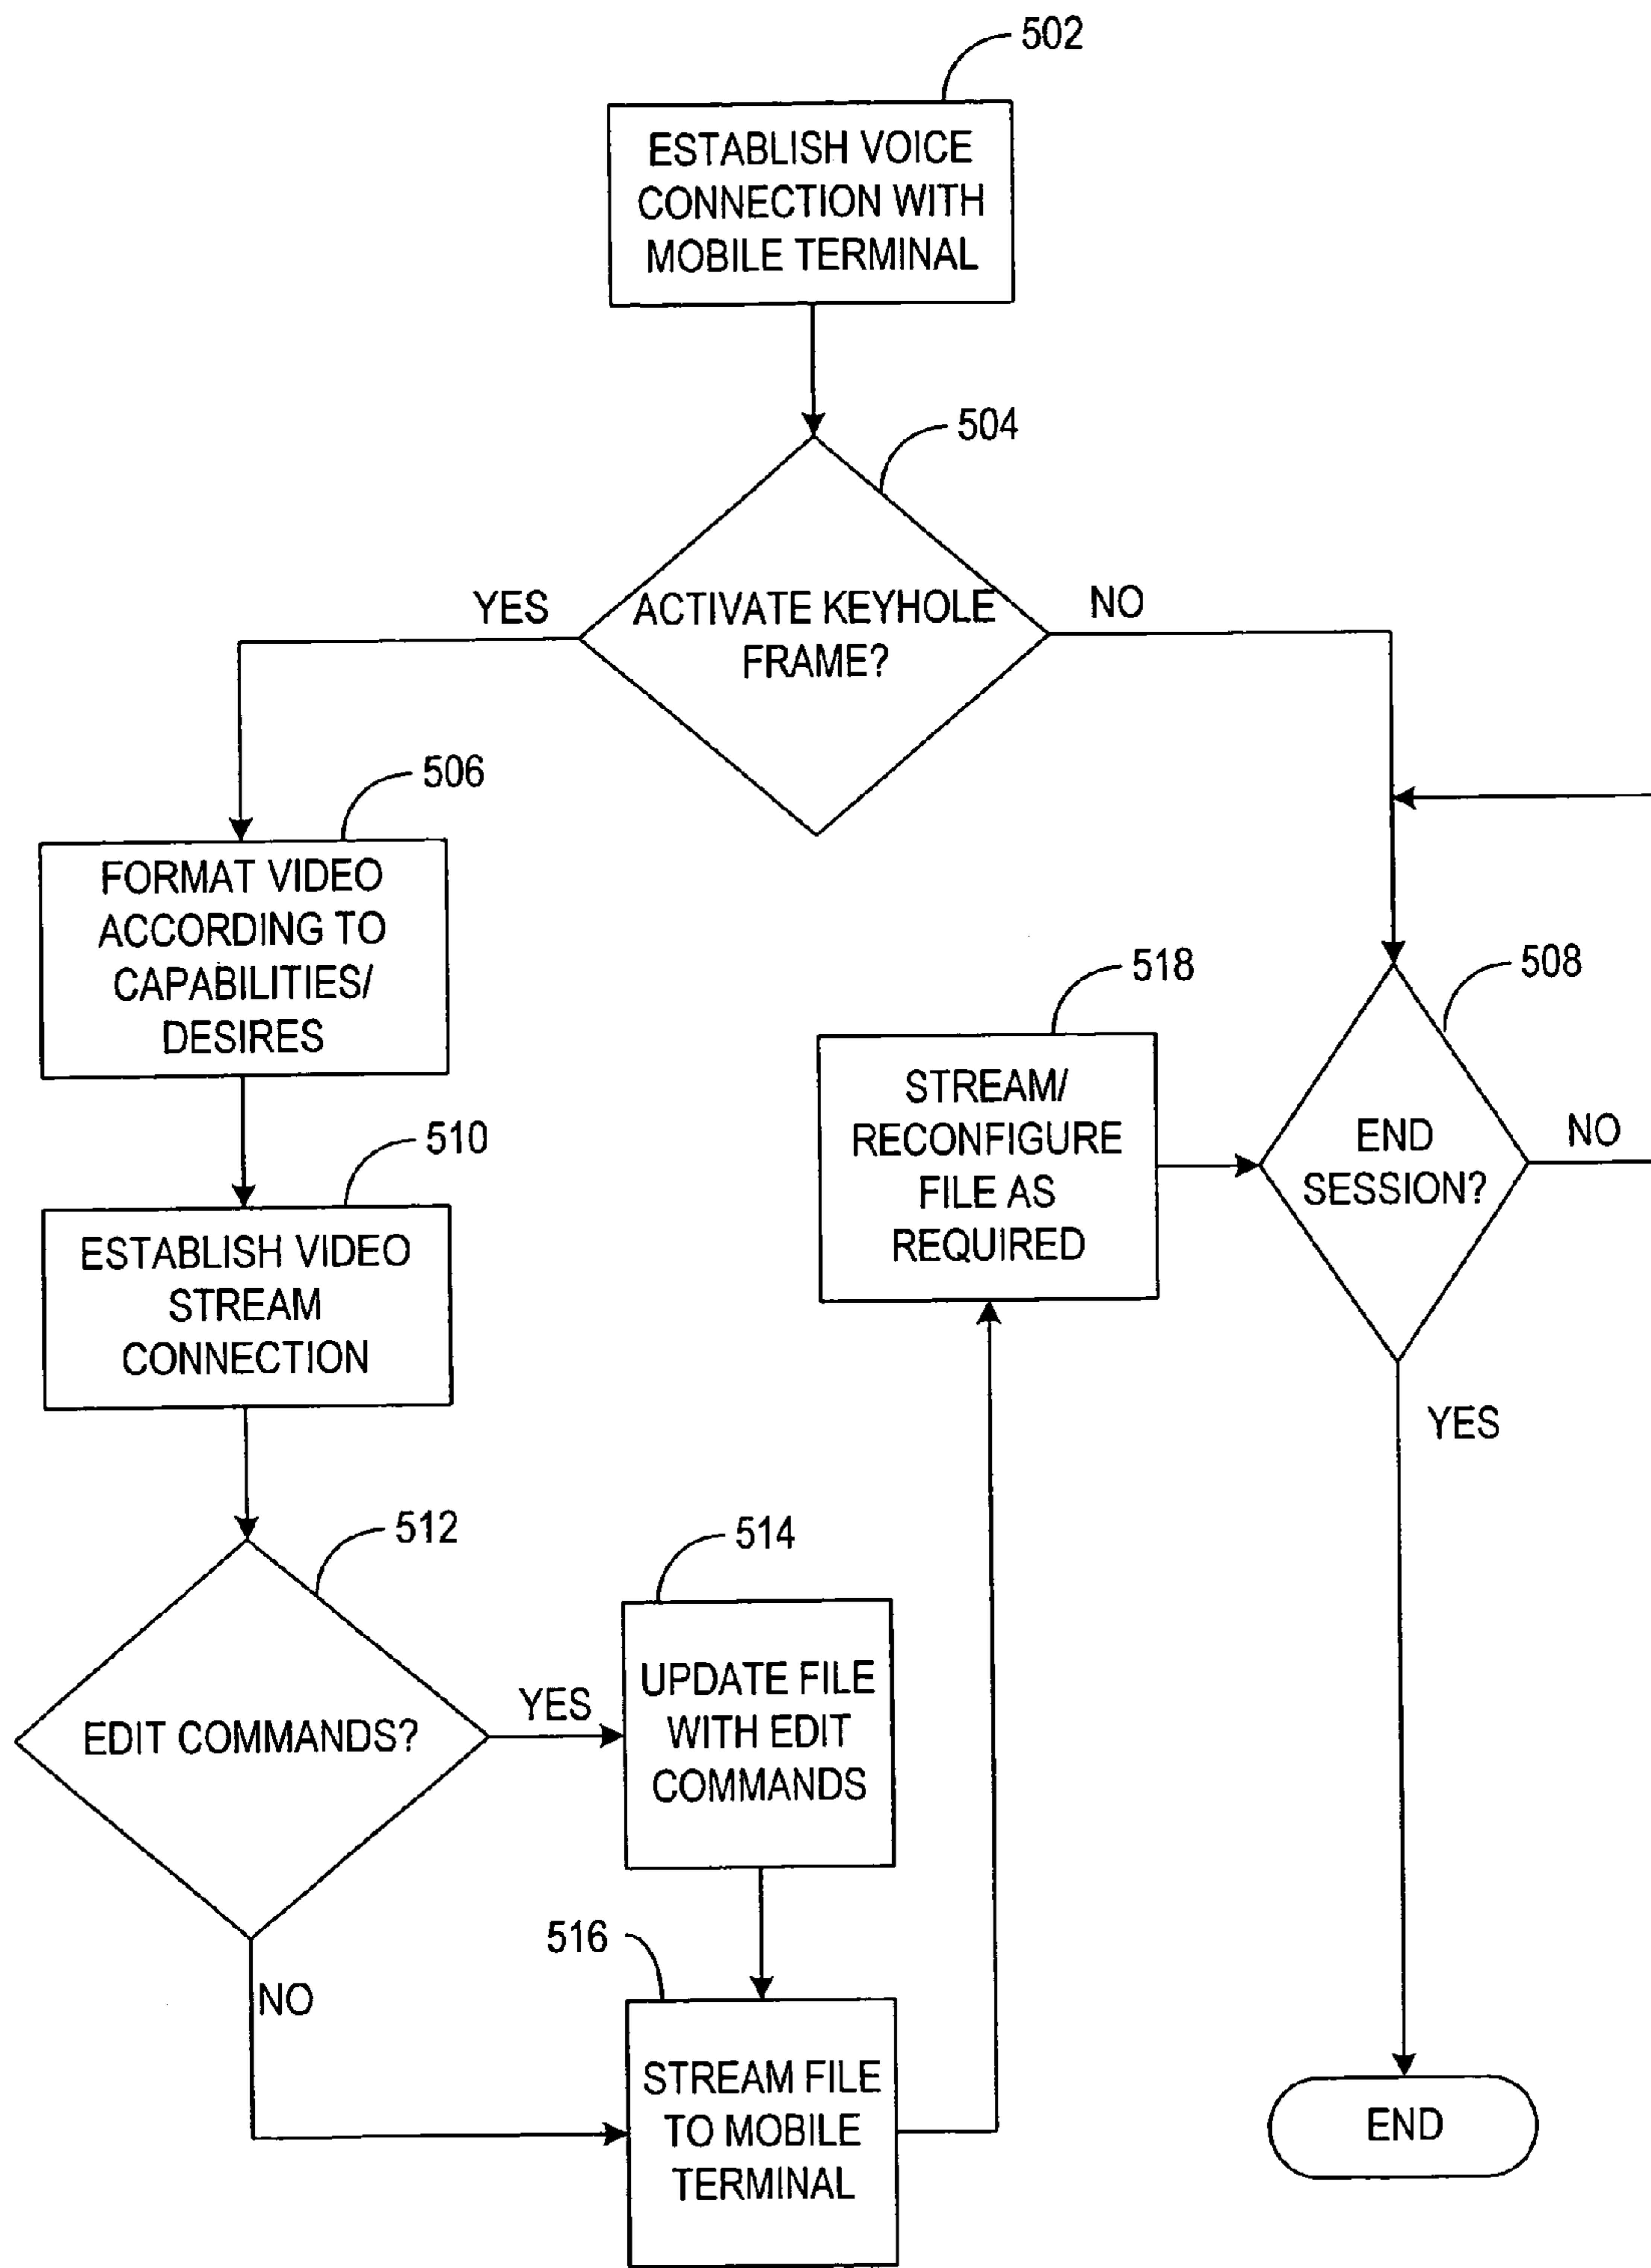 502
ESTABLISH VOICE
CONNECTION WITH
MOBILE TERMINAL
504
ACTIVATE KEYHOLE
FRAME?
YES
NO
506
FORMAT VIDEO
ACCORDING TO
CAPABILITIES/
DESIRES
510
ESTABLISH VIDEO
STREAM
CONNECTION
512
EDIT COMMANDS?
YES
NO
514
UPDATE FILE
WITH EDIT
COMMANDS
516
STREAM FILE
TO MOBILE
TERMINAL
518
STREAM/
RECONFIGURE
FILE AS
REQUIRED
508
END
SESSION?
NO
YES
END